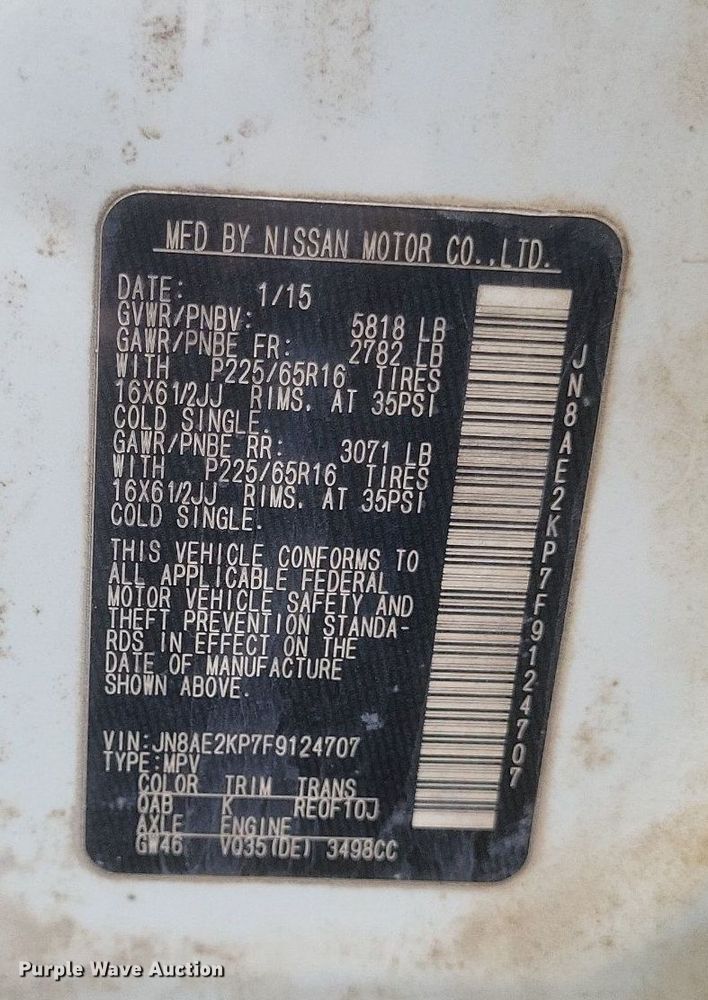 MFD BY NISSAN MOTOR CO.,LTD.
DATE: 1/15
GVWR/PNBV: 5818 LB
GAWR/PNBE FR: 2782 LB
WITH P225/65R16 TIRES
16X61/2JJ RIMS, AT 35PSI
COLD SINGLE.
GAWR/PNBE RR: 3071 LB
WITH P225/65R16 TIRES
16X61/2JJ RIMS, AT 35PSI
COLD SINGLE.
THIS VEHICLE CONFORMS TO
ALL APPLICABLE FEDERAL
MOTOR VEHICLE SAFETY AND
THEFT PREVENTION STANDA-
RDS IN EFFECT ON THE
DATE OF MANUFACTURE
SHOWN ABOVE.
VIN:JN8AE2KP7F9124707
TYPE:MPV
COLOR TRIM TRANS
QAB K RE0F10J
AXLE ENGINE
GW46 VQ35(DE) 3498CC
JN8AE2KP7F9124707
Purple Wave Auction